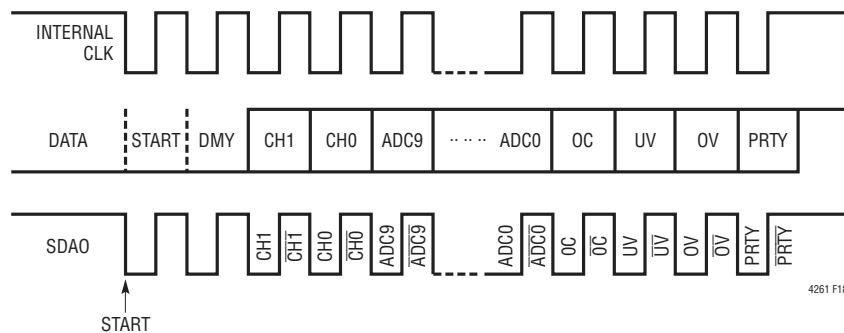 INTERNAL
CLK
DATA START DMY CH1 CH0 ADC9 ········ ADC0 OC UV OV PRTY
SDAO CH1 C̅H̅1̅ CH0 C̅H̅0̅ ADC9 A̅D̅C̅9̅ ADC0 A̅D̅C̅0̅ OC O̅C̅ UV U̅V̅ OV O̅V̅ PRTY P̅R̅T̅Y̅
4261 F18
START